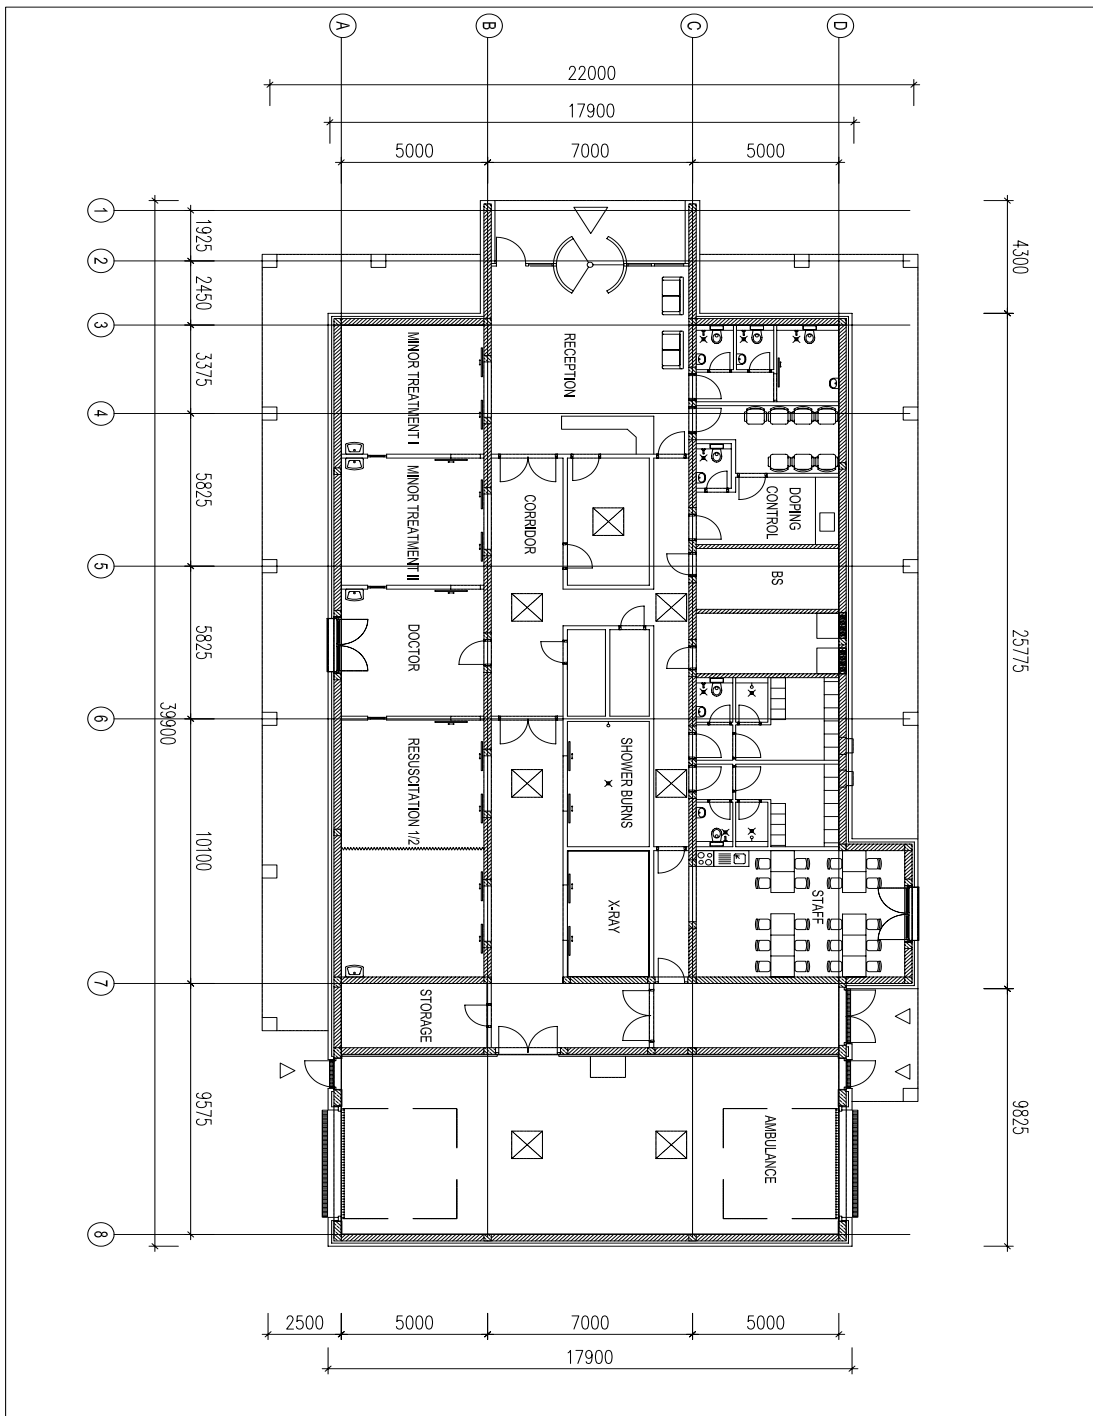 A
B
C
D
22000
17900
5000
7000
5000
1
1925
2
2450
3
3375
4
5825
5
5825
6
10100
7
9575
8
39900
4300
25775
9825
MINOR TREATMENT I
RECEPTION
MINOR TREATMENT II
CORRIDOR
DOPING
CONTROL
BS
DOCTOR
RESUSCITATION 1/2
SHOWER BURNS
X-RAY
STAFF
STORAGE
AMBULANCE
2500
5000
7000
5000
17900